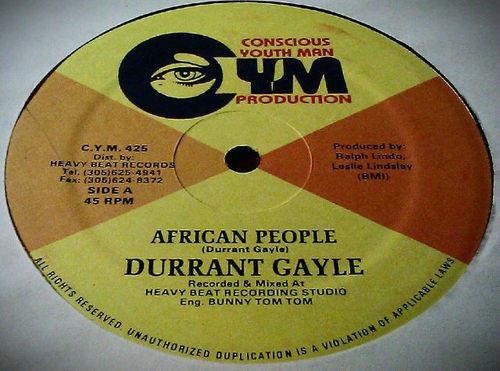 CONSCIOUS
YOUTH MAN
CYM
PRODUCTION
C.Y.M. 425
Dist. by:
HEAVY BEAT RECORDS
Tel. (305)625-4941
Fax: (305)624-8372
SIDE A
45 RPM
Produced by:
Ralph Lindo,
Leslie Lindslay
(BMI)
AFRICAN PEOPLE
(Durrant Gayle)
DURRANT GAYLE
Recorded & Mixed At
HEAVY BEAT RECORDING STUDIO
Eng. BUNNY TOM TOM
ALL RIGHTS RESERVED. UNAUTHORIZED DUPLICATION IS A VIOLATION OF APPLICABLE LAWS